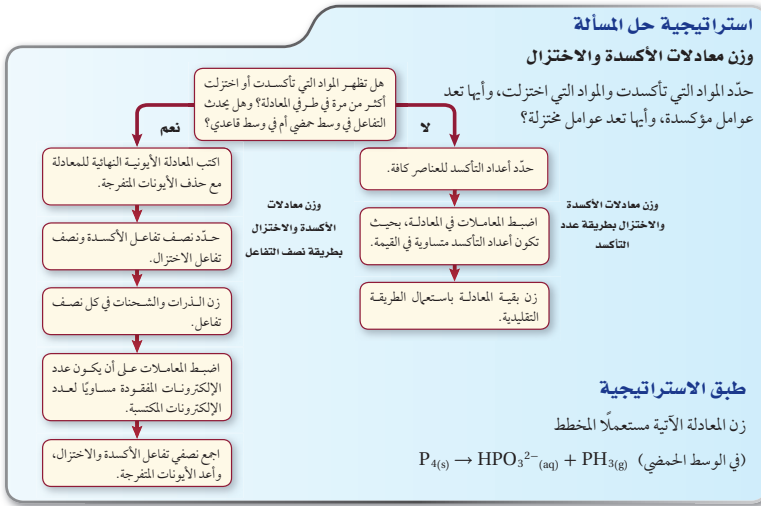 استراتيجية حل المسألة
وزن معادلات الأكسدة والاختزال
حدّد المواد التي تأكسدت والمواد التي اختزلت، وأيها تعد
عوامل مؤكسدة، وأيها تعد عوامل مختزلة؟
هل تظهر المواد التي تأكسدت أو اختزلت
أكثر من مرة في طرفي المعادلة؟ وهل يحدث
التفاعل في وسط حمضي أم في وسط قاعدي؟
لا
حدّد أعداد التأكسد للعناصر كافة.
اضبط المعاملات في المعادلة، بحيث
تكون أعداد التأكسد متساوية في القيمة.
زن بقية المعادلة باستعمال الطريقة
التقليدية.
وزن معادلات الأكسدة
والاختزال بطريقة عدد
التأكسد
نعم
اكتب المعادلة الأيونية النهائية للمعادلة
مع حذف الأيونات المتفرجة.
حدّد نصف تفاعل الأكسدة ونصف
تفاعل الاختزال.
زن الذرات والشحنات في كل نصف
تفاعل.
اضبط المعاملات على أن يكون عدد
الإلكترونات المفقودة مساويًا لعدد
الإلكترونات المكتسبة.
اجمع نصفي تفاعل الأكسدة والاختزال،
وأعد الأيونات المتفرجة.
وزن معادلات
الأكسدة والاختزال
بطريقة نصف التفاعل
طبق الاستراتيجية
زن المعادلة الآتية مستعملًا المخطط
(في الوسط الحمضي) P₄(s) → HPO₃²⁻(aq) + PH₃(g)